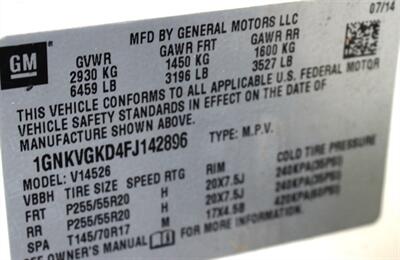 MFD BY GENERAL MOTORS LLC 07/14
GM
GVWR GAWR FRT GAWR RR
2930 KG 1450 KG 1600 KG
6459 LB 3196 LB 3527 LB
THIS VEHICLE CONFORMS TO ALL APPLICABLE U.S. FEDERAL MOTOR
VEHICLE SAFETY STANDARDS IN EFFECT ON THE DATE OF
MANUFACTURE SHOWN ABOVE.
1GNKVGKD4FJ142896 TYPE: M.P.V.
MODEL: V14526
VBBH TIRE SIZE SPEED RTG RIM COLD TIRE PRESSURE
FRT P255/55R20 H 20X7.5J 240KPA(35PSI)
RR P255/55R20 H 20X7.5J 240KPA(35PSI)
SPA T145/70R17 M 17X4.5B 420KPA(60PSI)
SEE OWNER'S MANUAL FOR MORE INFORMATION